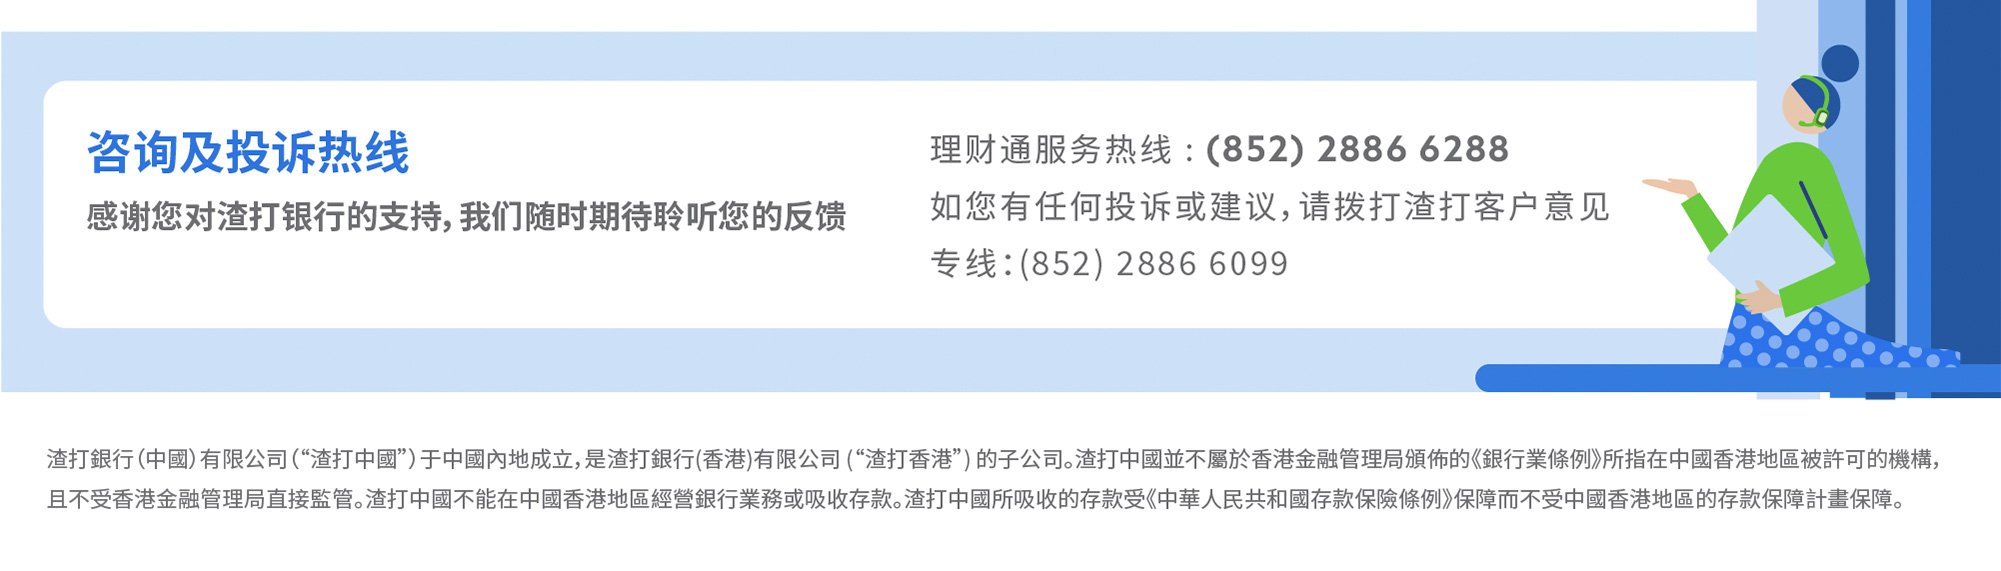 咨询及投诉热线
感谢您对渣打银行的支持，我们随时期待聆听您的反馈
理财通服务热线：(852) 2886 6288
如您有任何投诉或建议，请拨打渣打客户意见
专线：(852) 2886 6099
渣打銀行（中國）有限公司（“渣打中國”）于中國內地成立，是渣打銀行(香港)有限公司 (“渣打香港”) 的子公司。渣打中國並不屬於香港金融管理局頒佈的《銀行業條例》所指在中國香港地區被許可的機構，
且不受香港金融管理局直接監管。渣打中國不能在中國香港地區經營銀行業務或吸收存款。渣打中國所吸收的存款受《中華人民共和國存款保險條例》保障而不受中國香港地區的存款保障計畫保障。